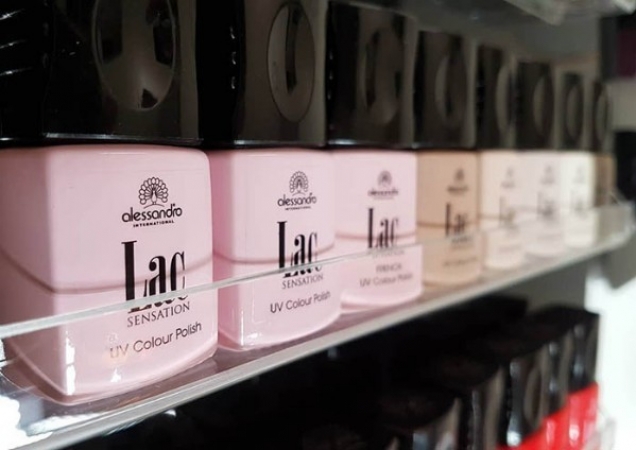 alessandro
INTERNATIONAL
Lac
SENSATION
UV Colour Polish
alessandro
INTERNATIONAL
Lac
SENSATION
UV Colour Polish
alessandro
Lac
FRENCH
UV Colour Polish
Lac